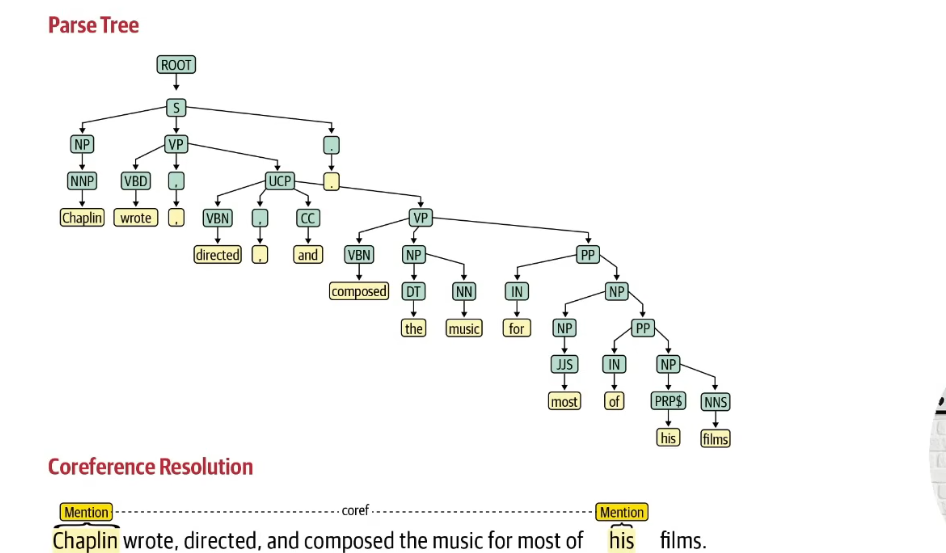 Parse Tree
ROOT
S
NP VP .
NNP VBD , UCP .
Chaplin wrote , VBN , CC VP
directed , and VBN NP PP
composed DT NN IN NP
the music for NP PP
JJS IN NP
most of PRP$ NNS
his films
Coreference Resolution
Mention coref Mention
Chaplin wrote, directed, and composed the music for most of his films.